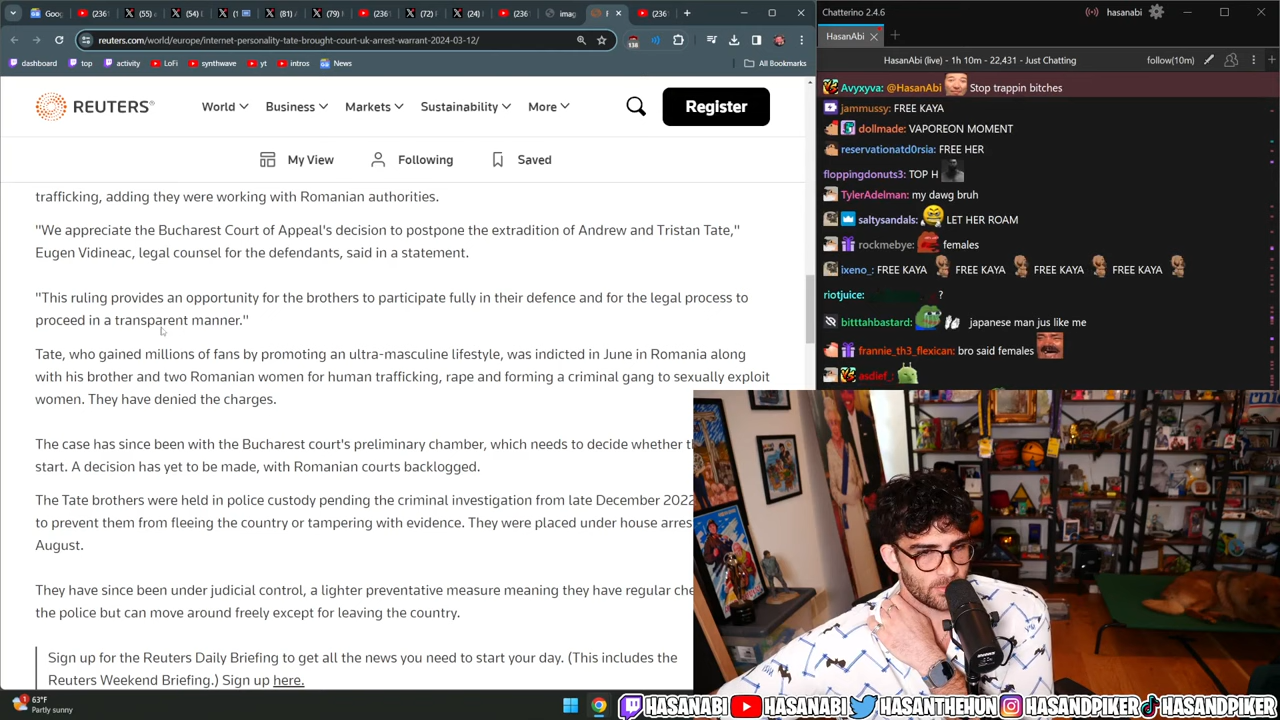 Goo
(55)
(54)
(1
(81)
(236
(72)
(24)
(236
imag
F
(236
reuters.com/world/europe/internet-personality-tate-brought-court-uk-arrest-warrant-2024-03-12/
138
dashboard
top
activity
LoFi
synthwave
yt
intros
News
All Bookmarks
REUTERS
World
Business
Markets
Sustainability
More
Register
My View
Following
Saved
trafficking, adding they were working with Romanian authorities.
"We appreciate the Bucharest Court of Appeal's decision to postpone the extradition of Andrew and Tristan Tate,"
Eugen Vidineac, legal counsel for the defendants, said in a statement.
"This ruling provides an opportunity for the brothers to participate fully in their defence and for the legal process to
proceed in a transparent manner."
Tate, who gained millions of fans by promoting an ultra-masculine lifestyle, was indicted in June in Romania along
with his brother and two Romanian women for human trafficking, rape and forming a criminal gang to sexually exploit
women. They have denied the charges.
The case has since been with the Bucharest court's preliminary chamber, which needs to decide whether th
start. A decision has yet to be made, with Romanian courts backlogged.
The Tate brothers were held in police custody pending the criminal investigation from late December 2022
to prevent them from fleeing the country or tampering with evidence. They were placed under house arres
August.
They have since been under judicial control, a lighter preventative measure meaning they have regular che
the police but can move around freely except for leaving the country.
Sign up for the Reuters Daily Briefing to get all the news you need to start your day. (This includes the
Reuters Weekend Briefing.) Sign up here.
63°F
Partly sunny
Chatterino 2.4.6
hasanabi
HasanAbi
HasanAbi (live) - 1h 10m - 22,431 - Just Chatting
follow(10m)
Avyxyva: @HasanAbi Stop trappin bitches
jammussy: FREE KAYA
dollmade: VAPOREON MOMENT
reservationatd0rsia: FREE HER
floppingdonuts3: TOP H
TylerAdelman: my dawg bruh
saltysandals: LET HER ROAM
rockmebye: females
ixeno_: FREE KAYA FREE KAYA FREE KAYA FREE KAYA
riotjuice: ?
bitttahbastard: japanese man jus like me
frannie_th3_flexican: bro said females
asdlef_:
HASANABI
HASANABI
HASANTHEHUN
HASANDPIKER
HASANDPIKER